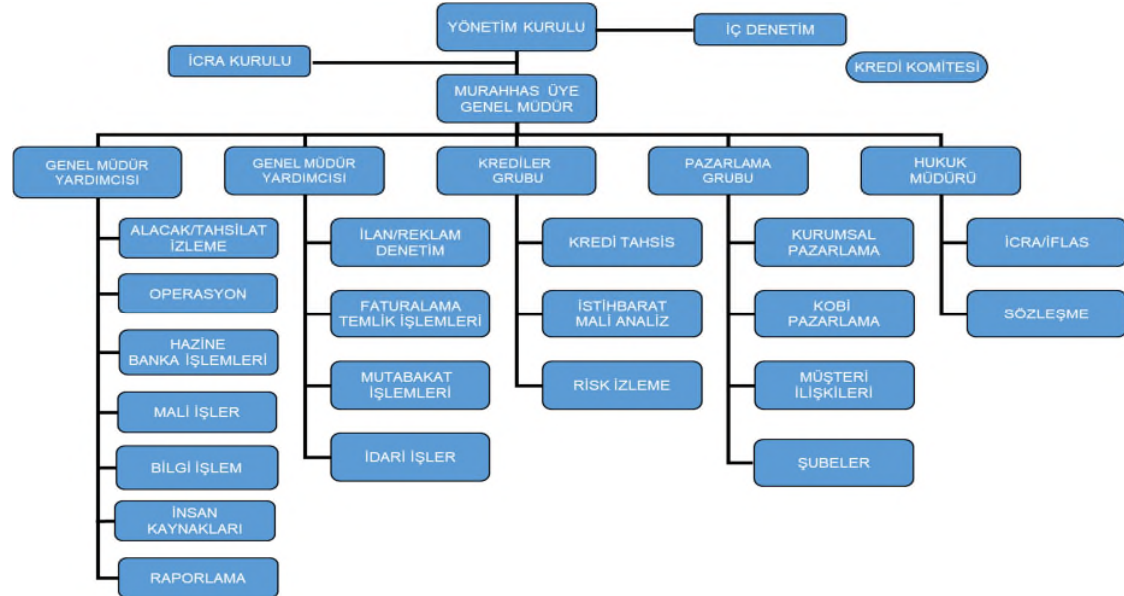 YÖNETİM KURULU
İÇ DENETİM
İCRA KURULU
KREDİ KOMİTESİ
MURAHHAS ÜYE
GENEL MÜDÜR
GENEL MÜDÜR
YARDIMCISI
GENEL MÜDÜR
YARDIMCISI
KREDİLER
GRUBU
PAZARLAMA
GRUBU
HUKUK
MÜDÜRÜ
ALACAK/TAHSİLAT
İZLEME
OPERASYON
HAZİNE
BANKA İŞLEMLERİ
MALİ İŞLER
BİLGİ İŞLEM
İNSAN
KAYNAKLARI
RAPORLAMA
İLAN/REKLAM
DENETİM
FATURALAMA
TEMLİK İŞLEMLERİ
MUTABAKAT
İŞLEMLERİ
İDARİ İŞLER
KREDİ TAHSİS
İSTİHBARAT
MALİ ANALİZ
RİSK İZLEME
KURUMSAL
PAZARLAMA
KOBİ
PAZARLAMA
MÜŞTERİ
İLİŞKİLERİ
ŞUBELER
İCRA/İFLAS
SÖZLEŞME